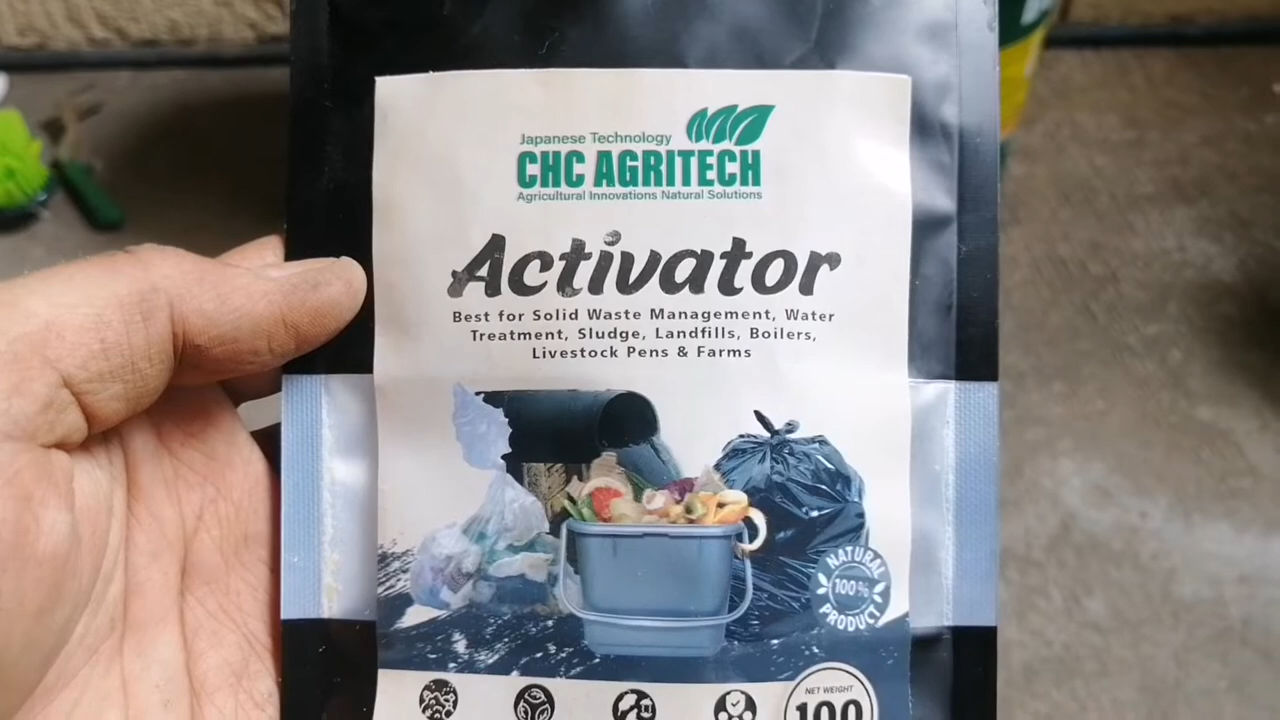 Japanese Technology
CHC AGRITECH
Agricultural Innovations Natural Solutions
Activator
Best for Solid Waste Management, Water
Treatment, Sludge, Landfills, Boilers,
Livestock Pens & Farms
NATURAL
100%
PRODUCT
NET WEIGHT
100